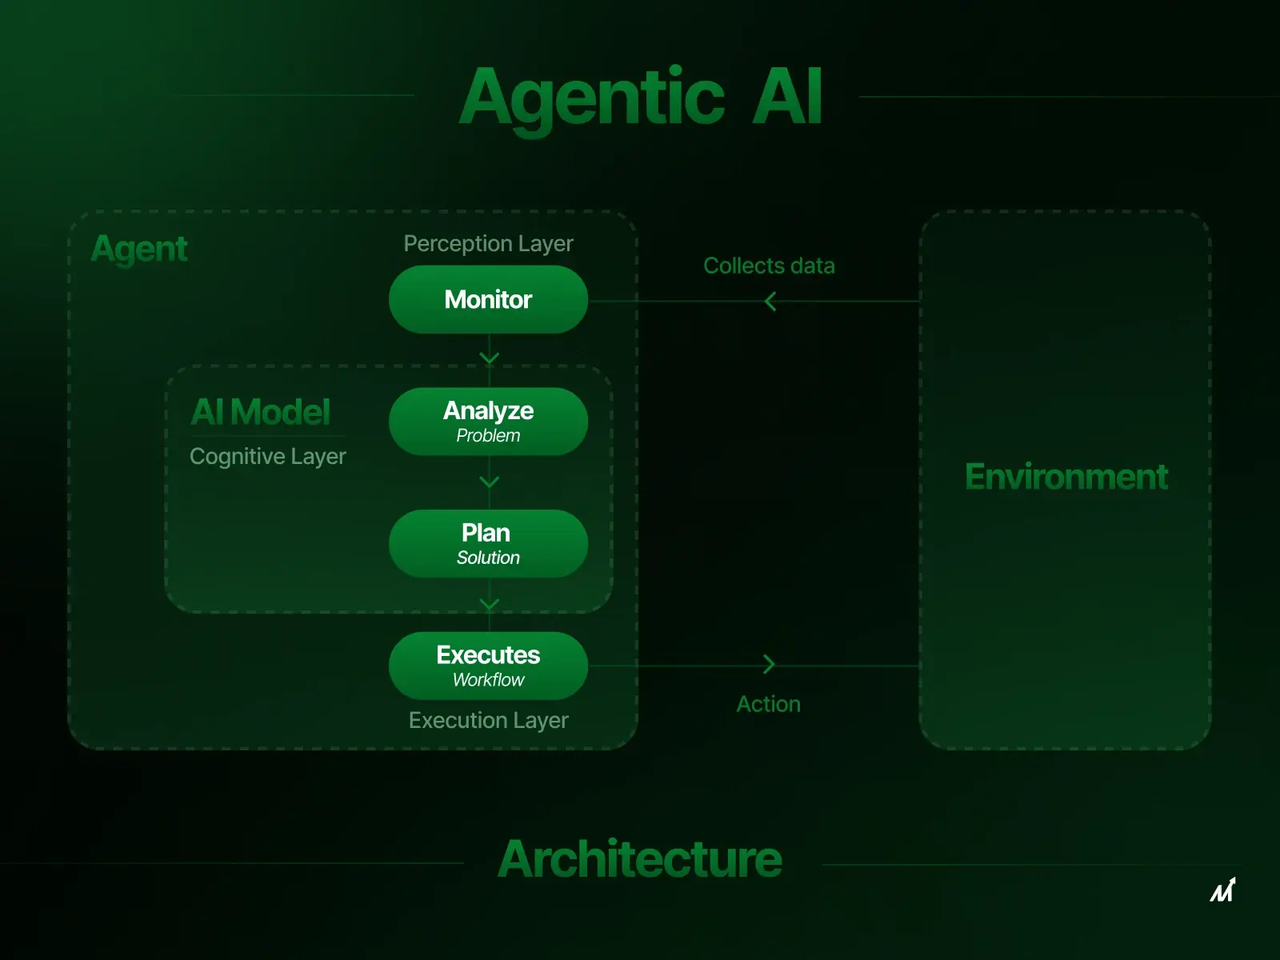 Agentic AI
Agent
Perception Layer
Monitor
Collects data
AI Model
Cognitive Layer
Analyze
Problem
Plan
Solution
Environment
Executes
Workflow
Execution Layer
Action
Architecture